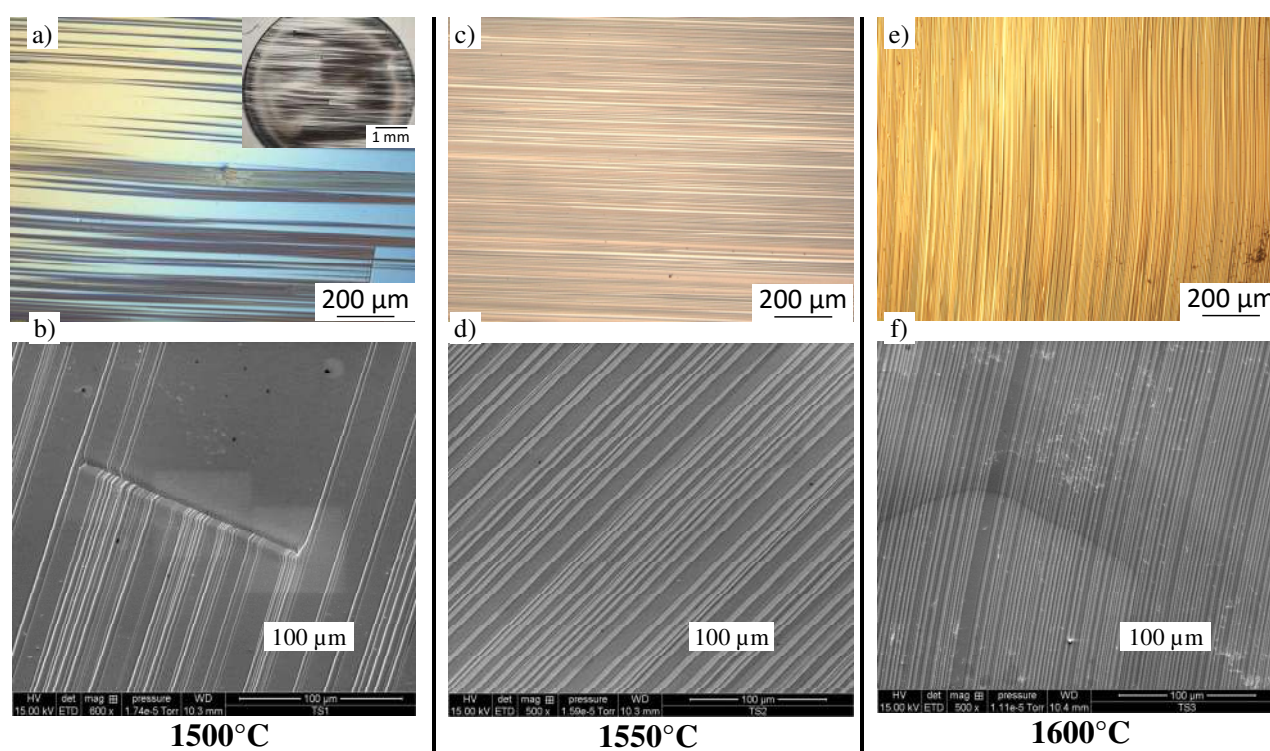 a)
1 mm
200 µm
b)
100 µm
HV det mag pressure WD 100 µm
15.00 kV ETD 600 x 1.74e-5 Torr 10.3 mm TS1
1500°C
c)
200 µm
d)
100 µm
HV det mag pressure WD 100 µm
15.00 kV ETD 500 x 1.59e-5 Torr 10.3 mm TS2
1550°C
e)
200 µm
f)
100 µm
HV det mag pressure WD 100 µm
15.00 kV ETD 500 x 1.11e-5 Torr 10.4 mm TS3
1600°C